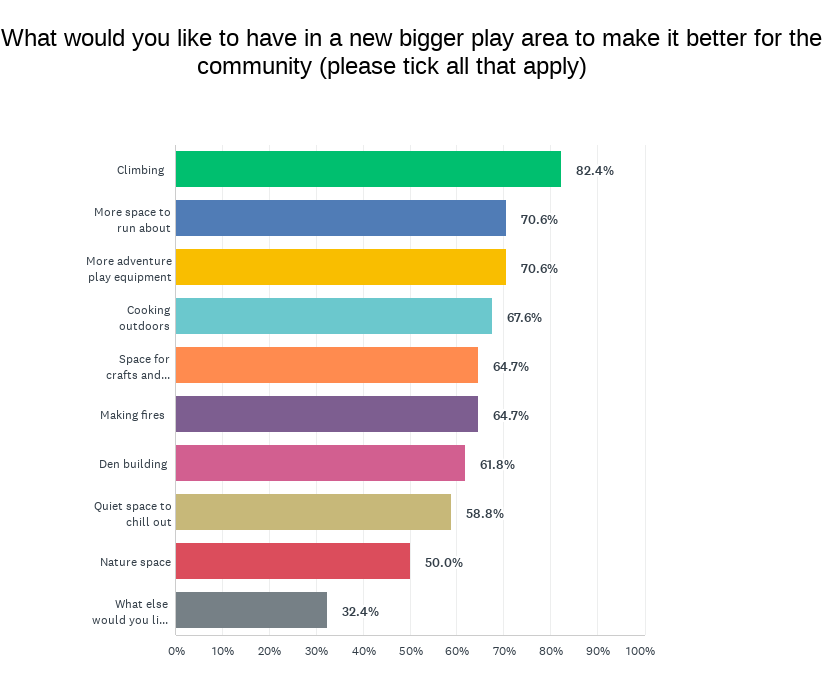 What would you like to have in a new bigger play area to make it better for the
community (please tick all that apply)
Climbing
82.4%
More space to
run about
70.6%
More adventure
play equipment
70.6%
Cooking
outdoors
67.6%
Space for
crafts and...
64.7%
Making fires
64.7%
Den building
61.8%
Quiet space to
chill out
58.8%
Nature space
50.0%
What else
would you li...
32.4%
0% 10% 20% 30% 40% 50% 60% 70% 80% 90% 100%